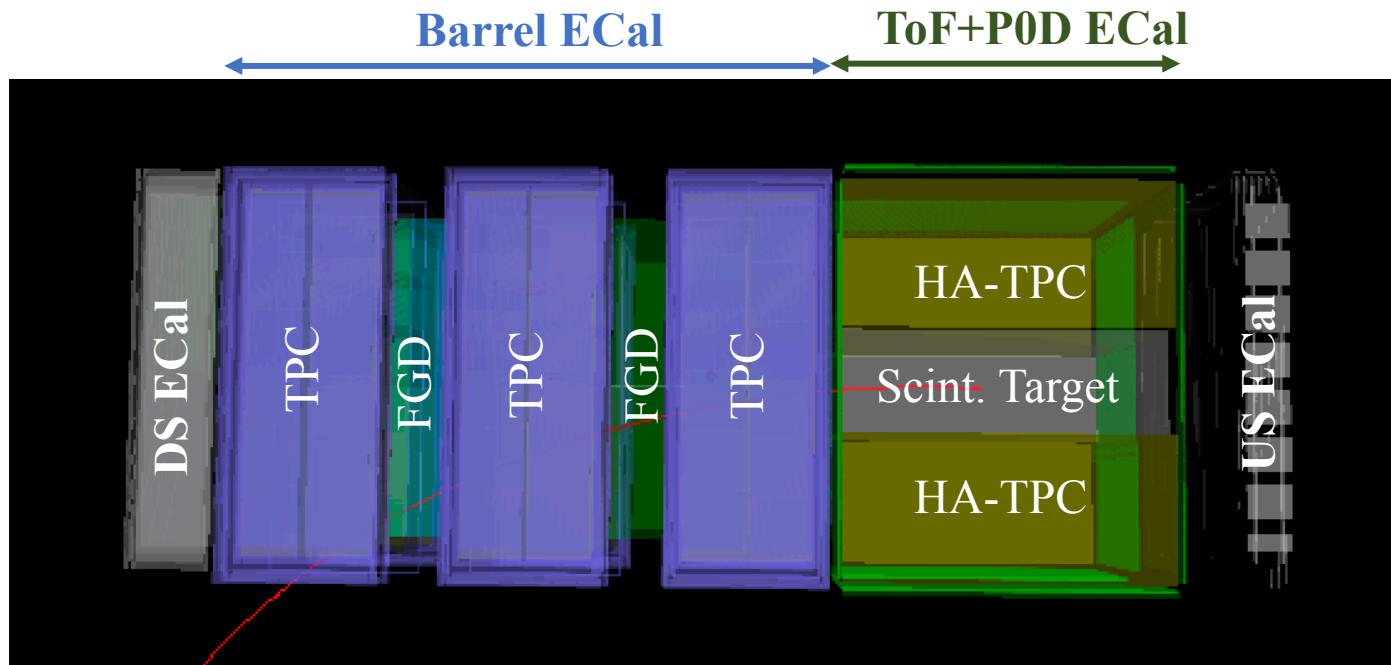 Barrel ECal
ToF+P0D ECal
DS ECal
TPC
FGD
TPC
FGD
TPC
HA-TPC
Scint. Target
HA-TPC
US ECal